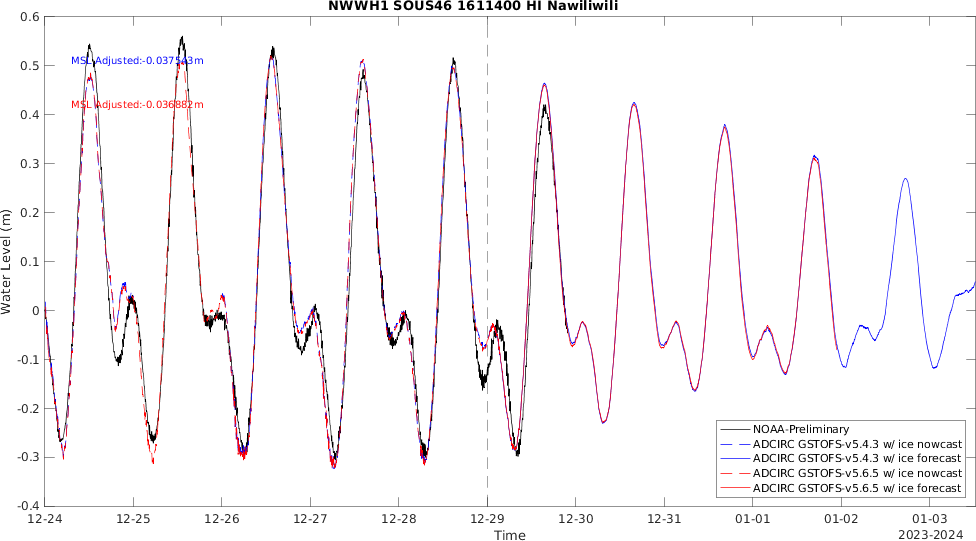 NWWH1 SOUS46 1611400 HI Nawiliwili
0.6
0.5
0.4
0.3
0.2
0.1
0
-0.1
-0.2
-0.3
-0.4
Water Level (m)
MSL Adjusted:-0.037543m
MSL Adjusted:-0.036882m
NOAA-Preliminary
ADCIRC GSTOFS-v5.4.3 w/ ice nowcast
ADCIRC GSTOFS-v5.4.3 w/ ice forecast
ADCIRC GSTOFS-v5.6.5 w/ ice nowcast
ADCIRC GSTOFS-v5.6.5 w/ ice forecast
12-24 12-25 12-26 12-27 12-28 12-29 12-30 12-31 01-01 01-02 01-03
Time
2023-2024